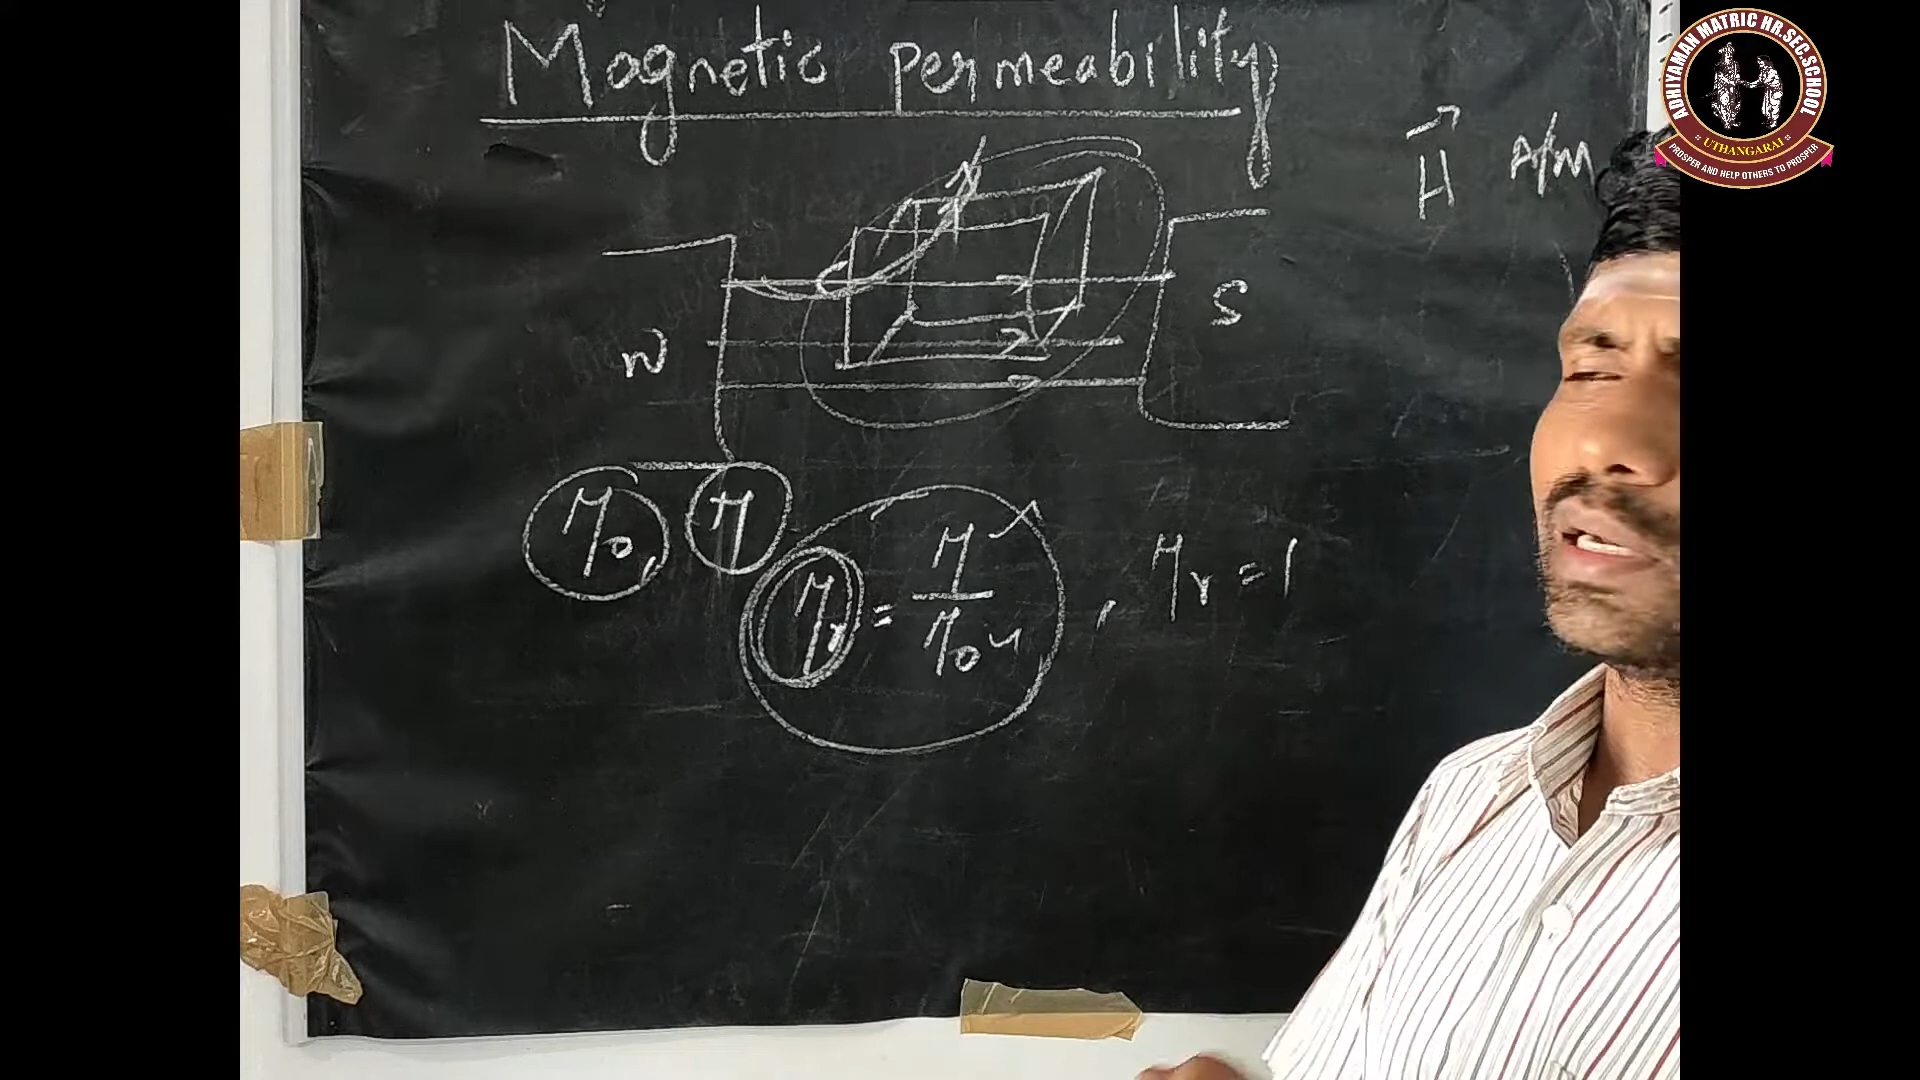 Magnetic permeability
H A/m
N S
μ₀, μ
μᵣ = μ/μ₀, μᵣ = 1
ADHIYAMAN MATRIC HR.SEC.SCHOOL
:: UTHANGARAI ::
PROSPER AND HELP OTHERS TO PROSPER